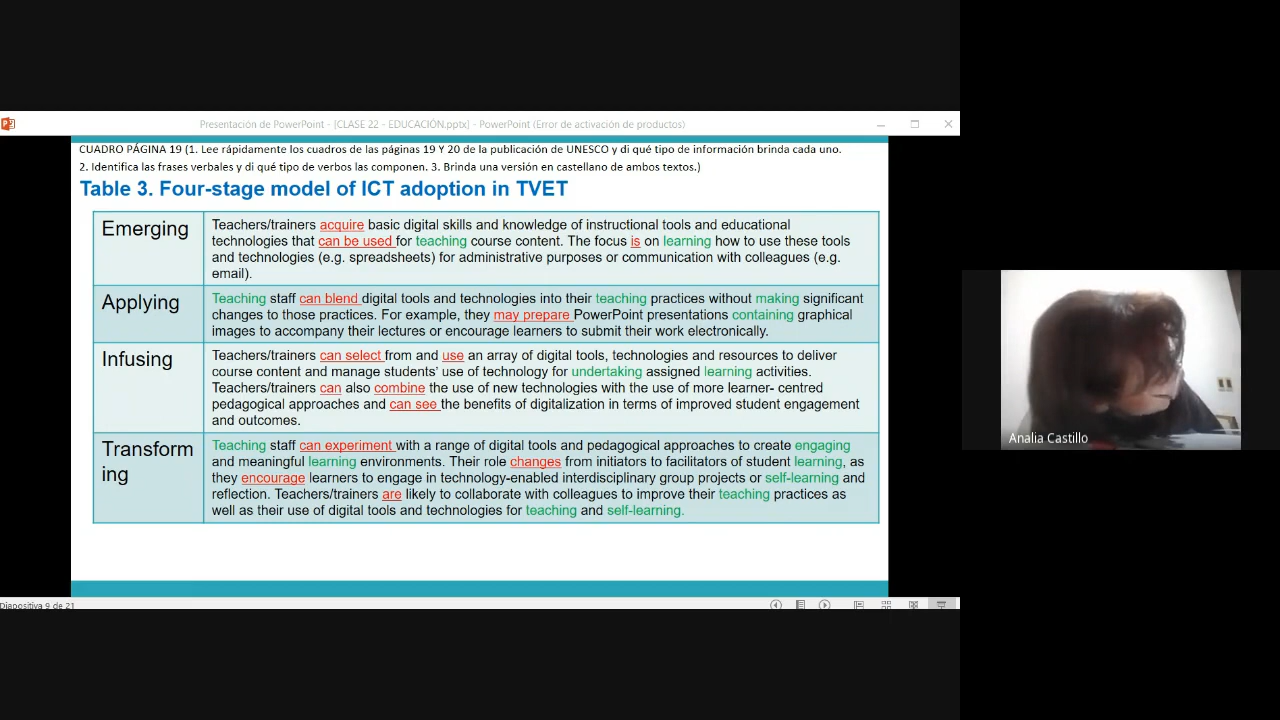 Presentación de PowerPoint - [CLASE 22 - EDUCACIÓN.pptx] - PowerPoint (Error de activación de productos)
CUADRO PÁGINA 19 (1. Lee rápidamente los cuadros de las páginas 19 Y 20 de la publicación de UNESCO y di qué tipo de información brinda cada uno.
2. Identifica las frases verbales y di qué tipo de verbos las componen. 3. Brinda una versión en castellano de ambos textos.)
Table 3. Four-stage model of ICT adoption in TVET
Emerging
Teachers/trainers acquire basic digital skills and knowledge of instructional tools and educational
technologies that can be used for teaching course content. The focus is on learning how to use these tools
and technologies (e.g. spreadsheets) for administrative purposes or communication with colleagues (e.g.
email).
Applying
Teaching staff can blend digital tools and technologies into their teaching practices without making significant
changes to those practices. For example, they may prepare PowerPoint presentations containing graphical
images to accompany their lectures or encourage learners to submit their work electronically.
Infusing
Teachers/trainers can select from and use an array of digital tools, technologies and resources to deliver
course content and manage students' use of technology for undertaking assigned learning activities.
Teachers/trainers can also combine the use of new technologies with the use of more learner- centred
pedagogical approaches and can see the benefits of digitalization in terms of improved student engagement
and outcomes.
Transform
ing
Teaching staff can experiment with a range of digital tools and pedagogical approaches to create engaging
and meaningful learning environments. Their role changes from initiators to facilitators of student learning, as
they encourage learners to engage in technology-enabled interdisciplinary group projects or self-learning and
reflection. Teachers/trainers are likely to collaborate with colleagues to improve their teaching practices as
well as their use of digital tools and technologies for teaching and self-learning.
Diapositiva 9 de 21
Analia Castillo